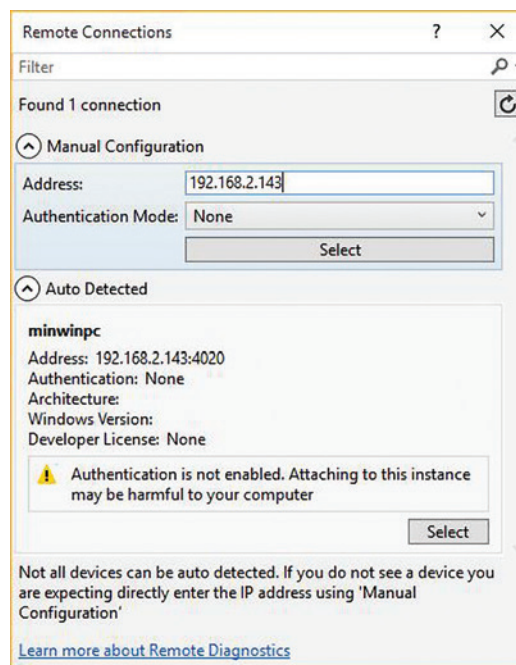 Remote Connections ?
Filter
Found 1 connection
Manual Configuration
Address: 192.168.2.143
Authentication Mode: None
Select
Auto Detected
minwinpc
Address: 192.168.2.143:4020
Authentication: None
Architecture:
Windows Version:
Developer License: None
Authentication is not enabled. Attaching to this instance
may be harmful to your computer
Select
Not all devices can be auto detected. If you do not see a device you
are expecting directly enter the IP address using 'Manual
Configuration'
Learn more about Remote Diagnostics